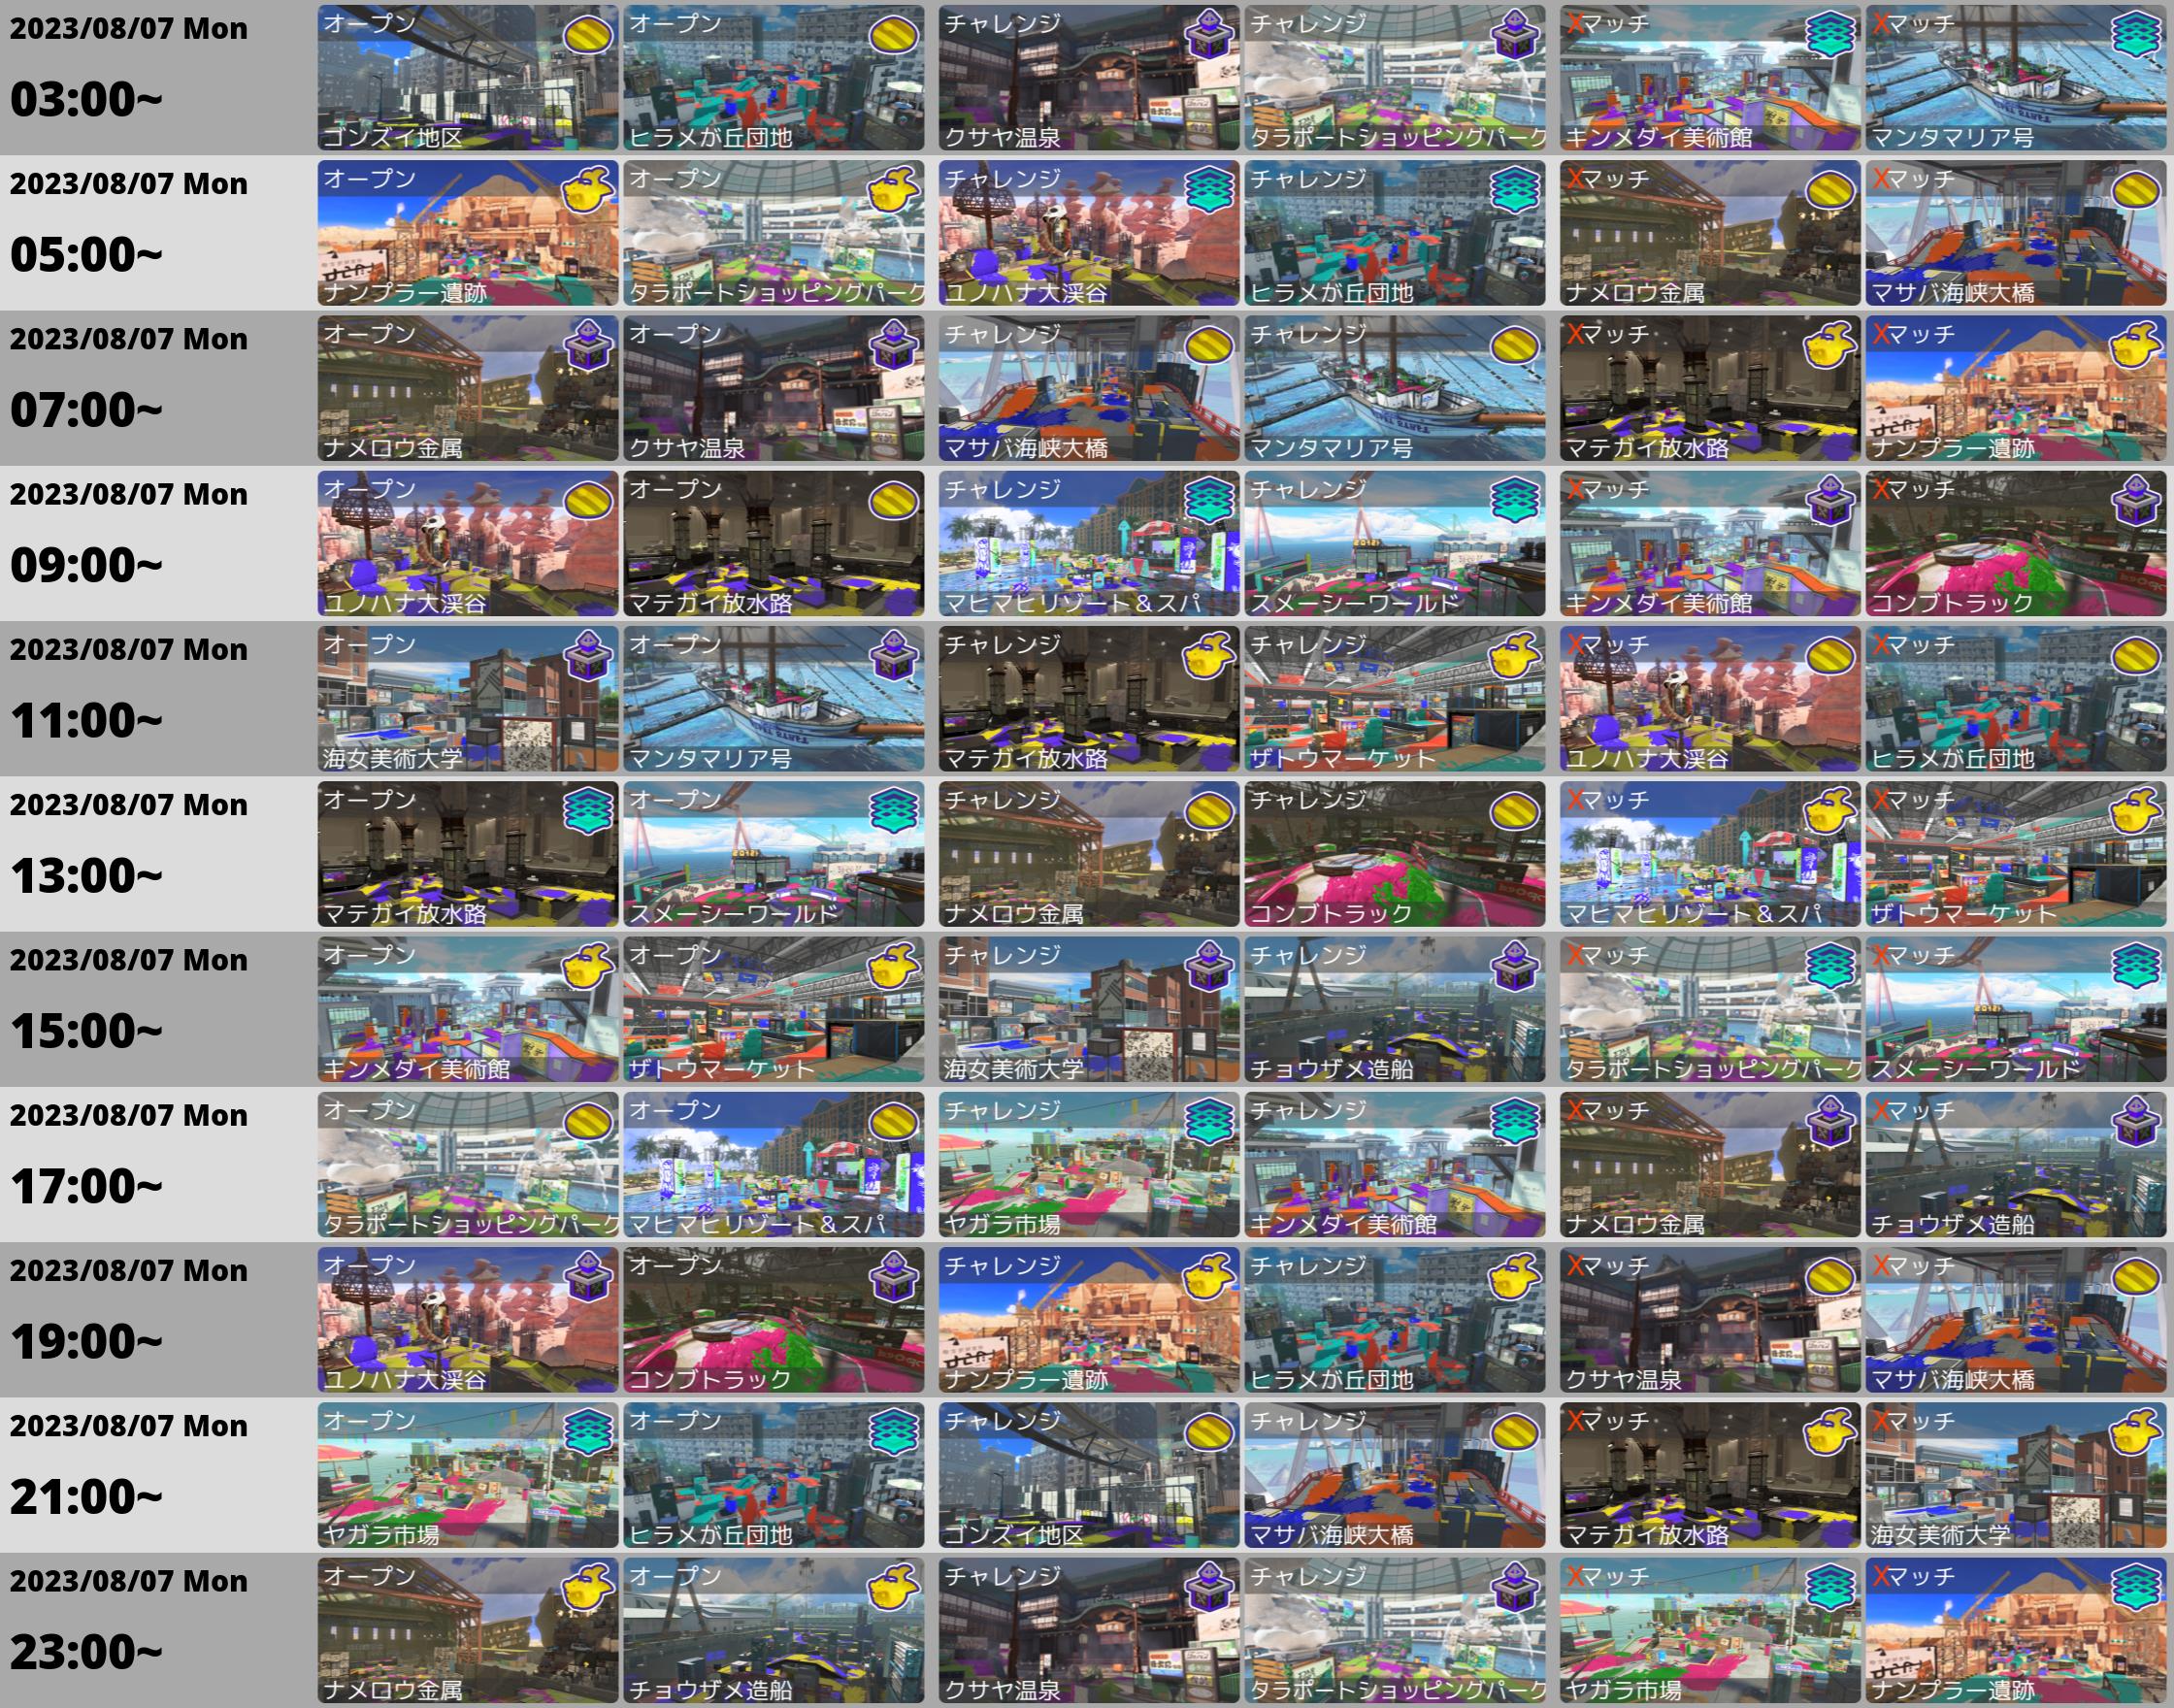 2023/08/07 Mon
03:00~
オープン
ゴンズイ地区
オープン
ヒラメが丘団地
チャレンジ
クサヤ温泉
チャレンジ
タラポートショッピングパーク
Xマッチ
キンメダイ美術館
Xマッチ
マンタマリア号
2023/08/07 Mon
05:00~
オープン
ナンプラー遺跡
オープン
タラポートショッピングパーク
チャレンジ
ユノハナ大渓谷
チャレンジ
ヒラメが丘団地
Xマッチ
ナメロウ金属
Xマッチ
マサバ海峡大橋
2023/08/07 Mon
07:00~
オープン
ナメロウ金属
オープン
クサヤ温泉
チャレンジ
マサバ海峡大橋
チャレンジ
マンタマリア号
Xマッチ
マテガイ放水路
Xマッチ
ナンプラー遺跡
2023/08/07 Mon
09:00~
オープン
ユノハナ大渓谷
オープン
マテガイ放水路
チャレンジ
マヒマヒリゾート&スパ
チャレンジ
スメーシーワールド
Xマッチ
キンメダイ美術館
Xマッチ
コンブトラック
2023/08/07 Mon
11:00~
オープン
海女美術大学
オープン
マンタマリア号
チャレンジ
マテガイ放水路
チャレンジ
ザトウマーケット
Xマッチ
ユノハナ大渓谷
Xマッチ
ヒラメが丘団地
2023/08/07 Mon
13:00~
オープン
マテガイ放水路
オープン
スメーシーワールド
チャレンジ
ナメロウ金属
チャレンジ
コンブトラック
Xマッチ
マヒマヒリゾート&スパ
Xマッチ
ザトウマーケット
2023/08/07 Mon
15:00~
オープン
キンメダイ美術館
オープン
ザトウマーケット
チャレンジ
海女美術大学
チャレンジ
チョウザメ造船
Xマッチ
タラポートショッピングパーク
Xマッチ
スメーシーワールド
2023/08/07 Mon
17:00~
オープン
タラポートショッピングパーク
オープン
マヒマヒリゾート&スパ
チャレンジ
ヤガラ市場
チャレンジ
キンメダイ美術館
Xマッチ
ナメロウ金属
Xマッチ
チョウザメ造船
2023/08/07 Mon
19:00~
オープン
ユノハナ大渓谷
オープン
コンブトラック
チャレンジ
ナンプラー遺跡
チャレンジ
ヒラメが丘団地
Xマッチ
クサヤ温泉
Xマッチ
マサバ海峡大橋
2023/08/07 Mon
21:00~
オープン
ヤガラ市場
オープン
ヒラメが丘団地
チャレンジ
ゴンズイ地区
チャレンジ
マサバ海峡大橋
Xマッチ
マテガイ放水路
Xマッチ
海女美術大学
2023/08/07 Mon
23:00~
オープン
ナメロウ金属
オープン
チョウザメ造船
チャレンジ
クサヤ温泉
チャレンジ
タラポートショッピングパーク
Xマッチ
ヤガラ市場
Xマッチ
ナンプラー遺跡